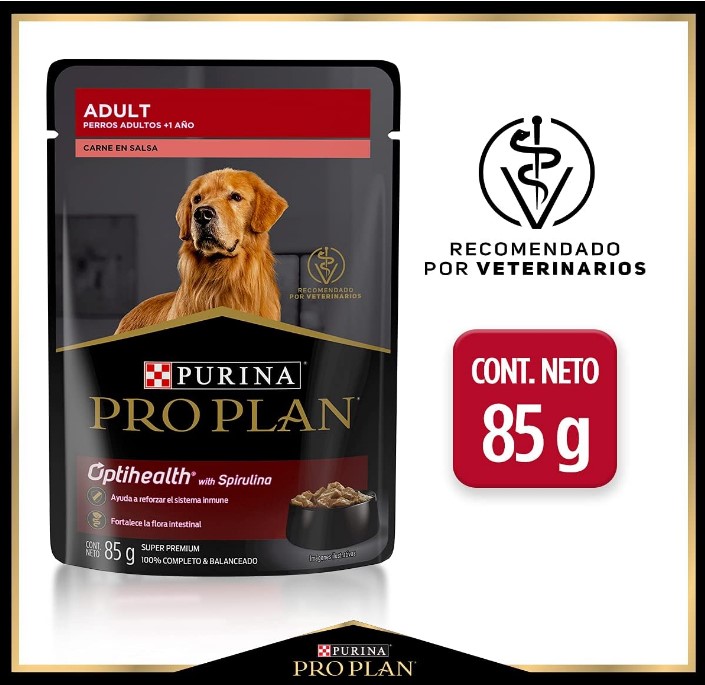 ADULT
PERROS ADULTOS +1 AÑO
CARNE EN SALSA
RECOMENDADO
POR VETERINARIOS
PURINA
PRO PLAN
Optihealth® with Spirulina
Ayuda a reforzar el sistema inmune
Fortalece la flora intestinal
CONT. NETO 85 g
SUPER PREMIUM
100% COMPLETO & BALANCEADO
Imágenes ilustrativas
RECOMENDADO
POR VETERINARIOS
CONT. NETO
85 g
PURINA
PRO PLAN